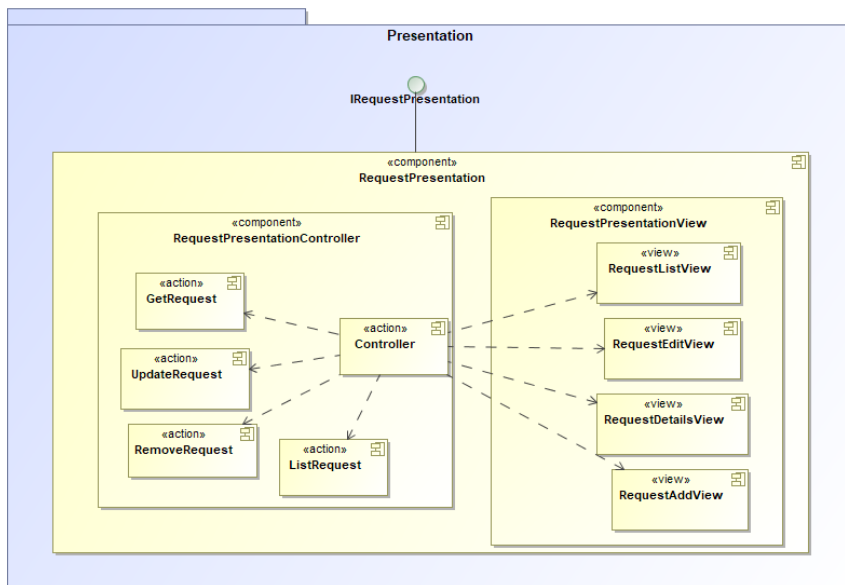 Presentation
IRequestPresentation
«component»
RequestPresentation
«component»
RequestPresentationController
«action»
GetRequest
«action»
Controller
«action»
UpdateRequest
«action»
RemoveRequest
«action»
ListRequest
«component»
RequestPresentationView
«view»
RequestListView
«view»
RequestEditView
«view»
RequestDetailsView
«view»
RequestAddView